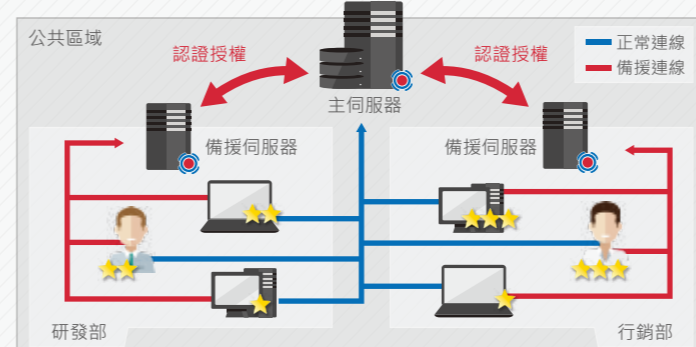 公共區域
認證授權
認證授權
正常連線
備援連線
主伺服器
備援伺服器
備援伺服器
研發部
行銷部